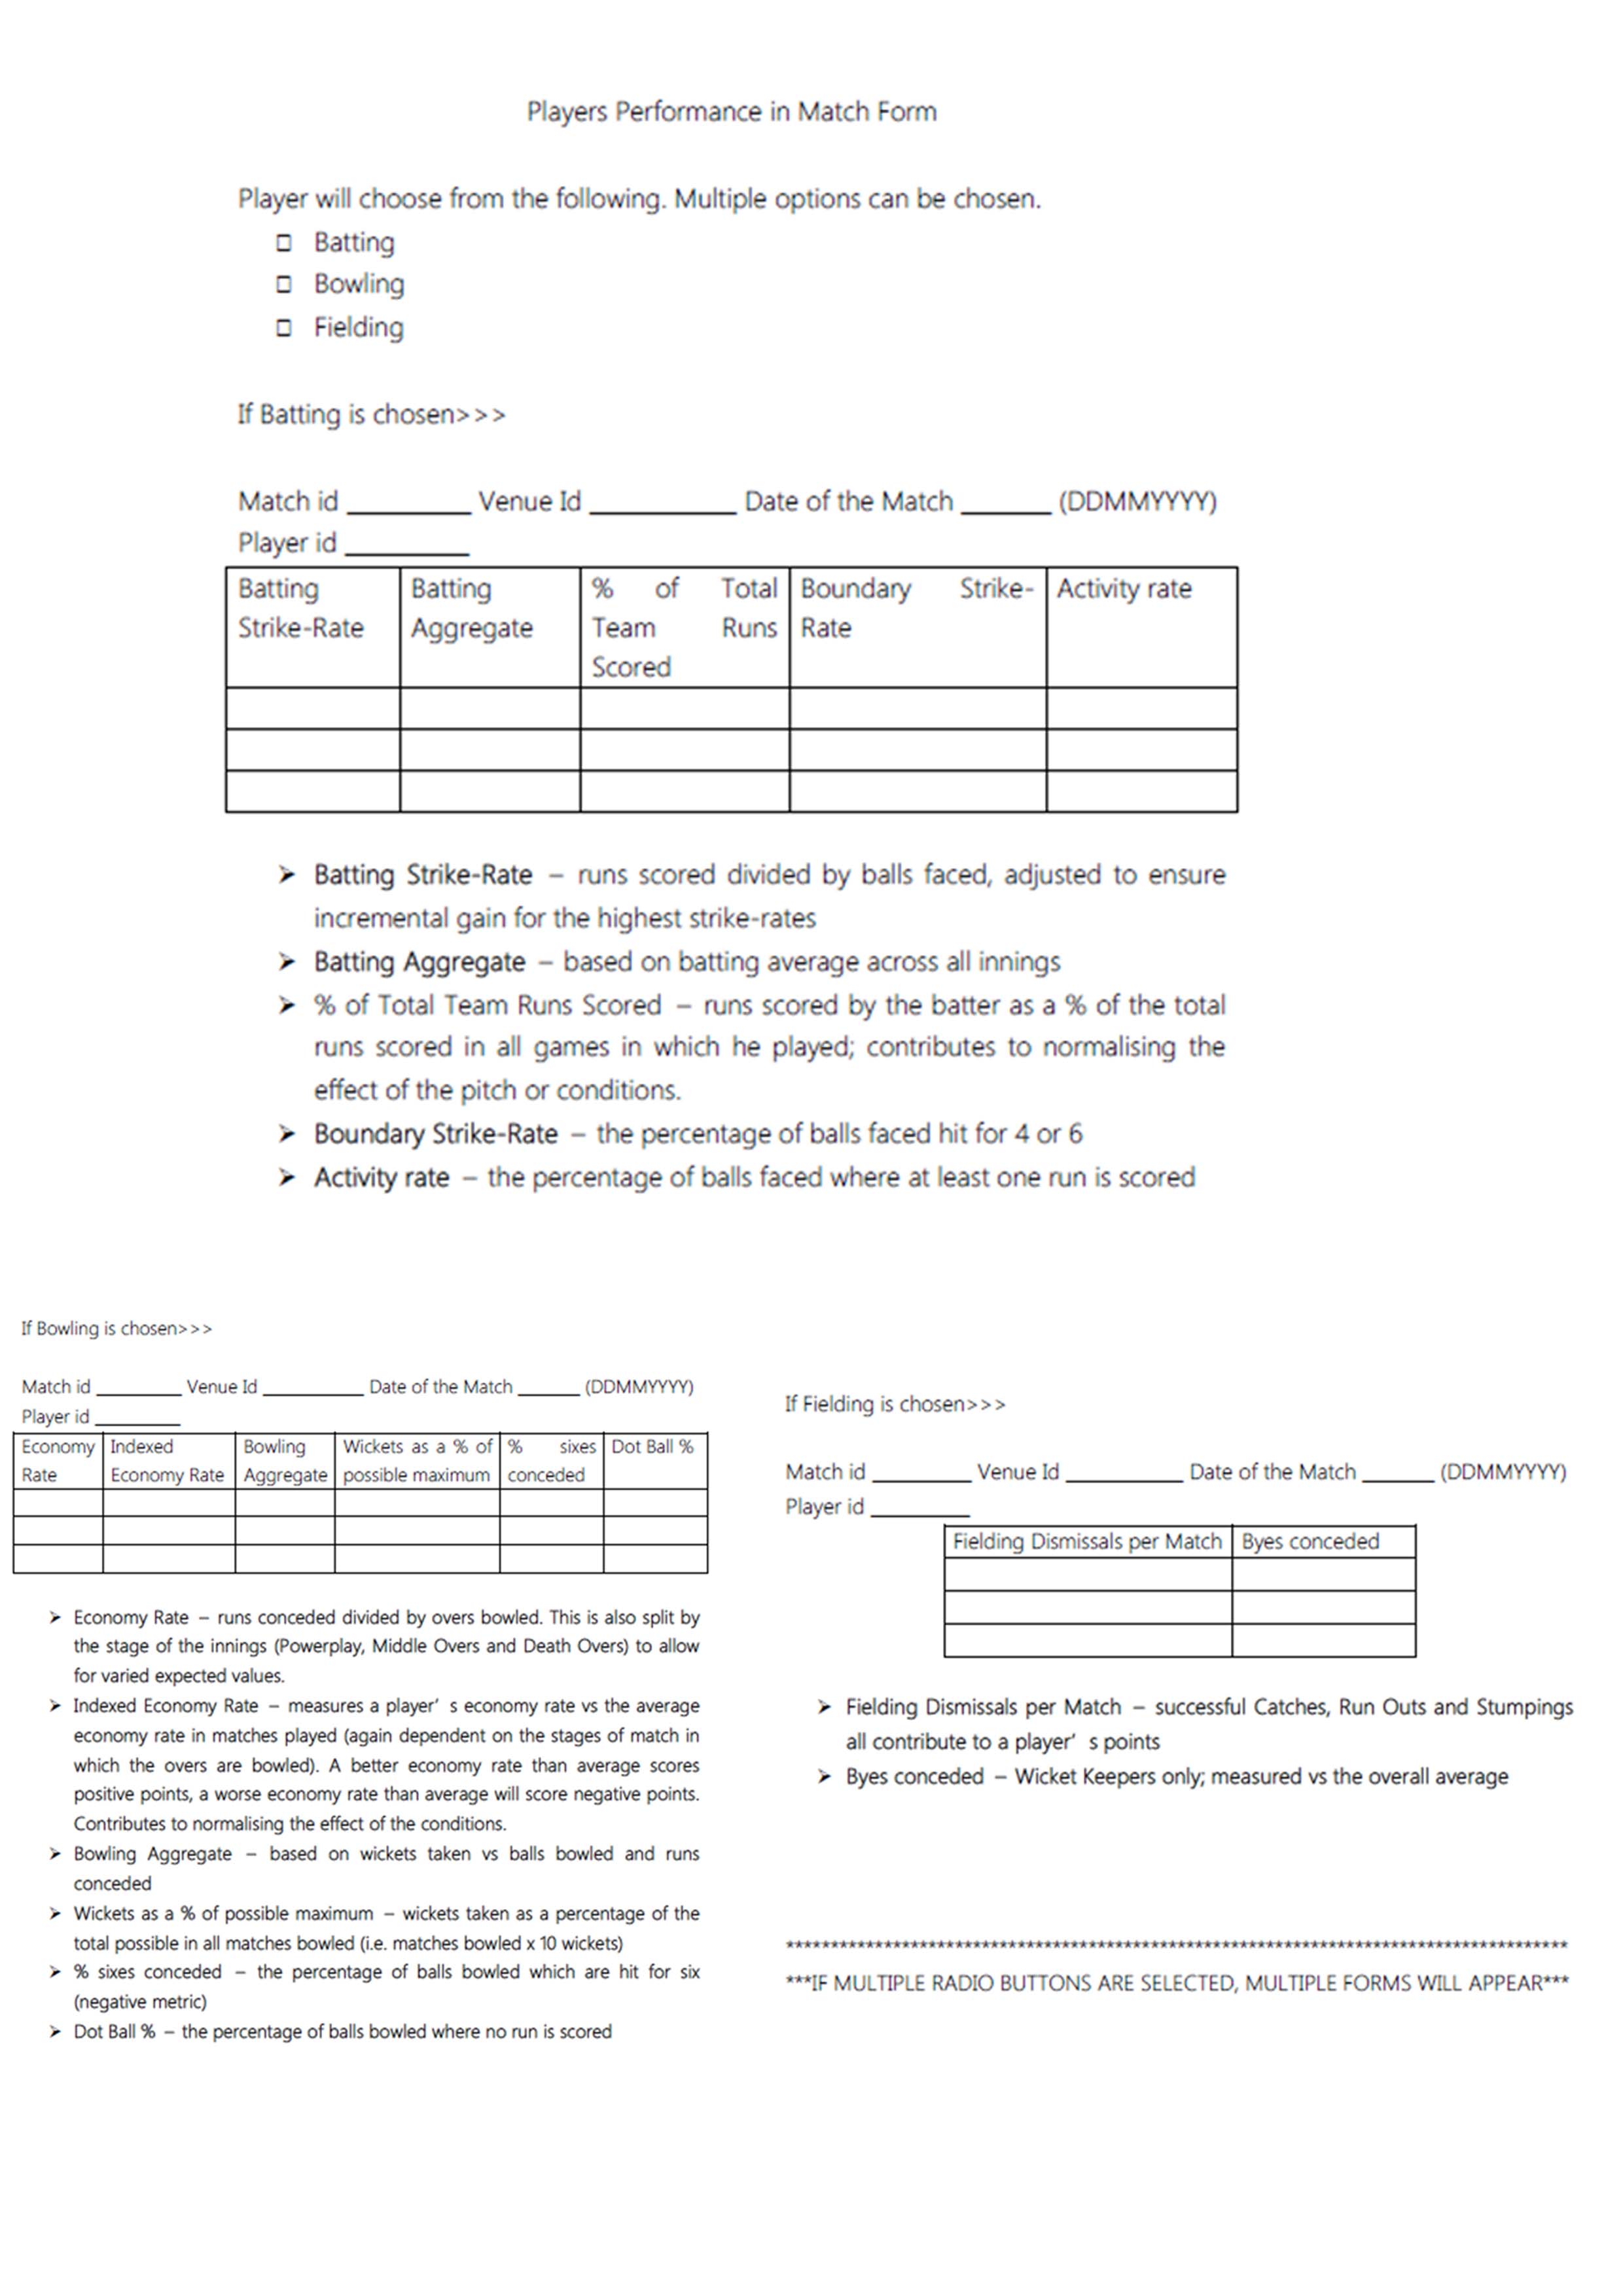 Players Performance in Match Form
Player will choose from the following. Multiple options can be chosen.
□ Batting
□ Bowling
□ Fielding
If Batting is chosen>>>
Match id _________ Venue Id __________ Date of the Match ______ (DDMMYYYY)
Player id _________
Batting Strike-Rate | Batting Aggregate | % of Total Team Runs Scored | Boundary Strike-Rate | Activity rate
➢ Batting Strike-Rate – runs scored divided by balls faced, adjusted to ensure
incremental gain for the highest strike-rates
➢ Batting Aggregate – based on batting average across all innings
➢ % of Total Team Runs Scored – runs scored by the batter as a % of the total
runs scored in all games in which he played; contributes to normalising the
effect of the pitch or conditions.
➢ Boundary Strike-Rate – the percentage of balls faced hit for 4 or 6
➢ Activity rate – the percentage of balls faced where at least one run is scored
If Bowling is chosen>>>
Match id _________ Venue Id __________ Date of the Match ______ (DDMMYYYY)
Player id _________
Economy Rate | Indexed Economy Rate | Bowling Aggregate | Wickets as a % of possible maximum | % sixes conceded | Dot Ball %
➢ Economy Rate – runs conceded divided by overs bowled. This is also split by
the stage of the innings (Powerplay, Middle Overs and Death Overs) to allow
for varied expected values.
➢ Indexed Economy Rate – measures a player' s economy rate vs the average
economy rate in matches played (again dependent on the stages of match in
which the overs are bowled). A better economy rate than average scores
positive points, a worse economy rate than average will score negative points.
Contributes to normalising the effect of the conditions.
➢ Bowling Aggregate – based on wickets taken vs balls bowled and runs
conceded
➢ Wickets as a % of possible maximum – wickets taken as a percentage of the
total possible in all matches bowled (i.e. matches bowled x 10 wickets)
➢ % sixes conceded – the percentage of balls bowled which are hit for six
(negative metric)
➢ Dot Ball % – the percentage of balls bowled where no run is scored
If Fielding is chosen>>>
Match id _________ Venue Id __________ Date of the Match ______ (DDMMYYYY)
Player id _________
Fielding Dismissals per Match | Byes conceded
➢ Fielding Dismissals per Match – successful Catches, Run Outs and Stumpings
all contribute to a player' s points
➢ Byes conceded – Wicket Keepers only; measured vs the overall average
****************************************************************************************
***IF MULTIPLE RADIO BUTTONS ARE SELECTED, MULTIPLE FORMS WILL APPEAR***